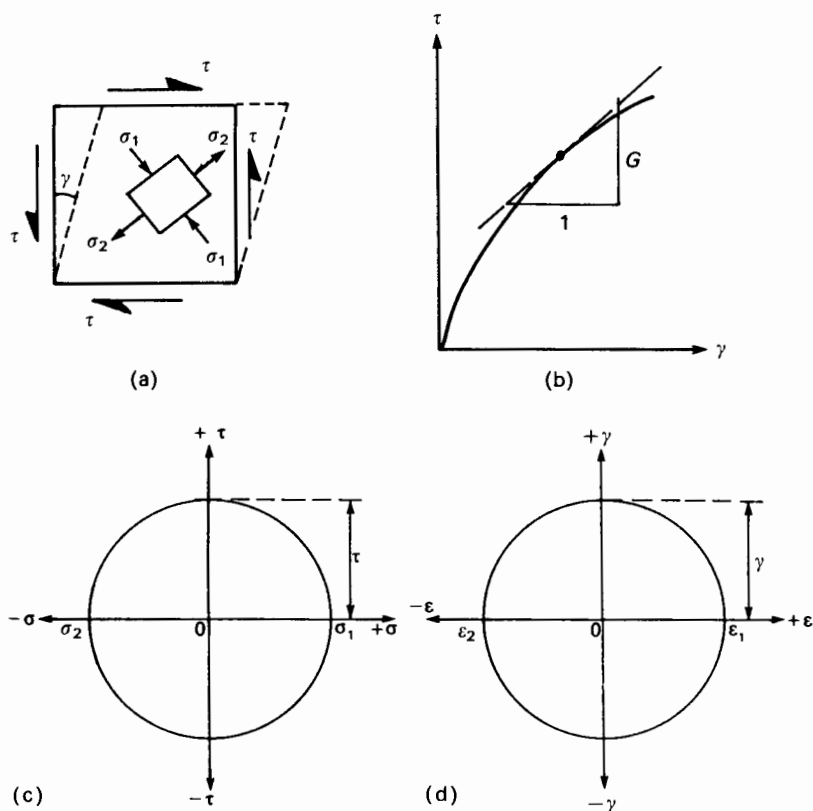 τ
σ₁
σ₂
τ
γ
τ
σ₂
σ₁
τ
(a)
τ
G
1
γ
(b)
+ τ
τ
−σ
σ₂
0
σ₁
+σ
−τ
(c)
+γ
γ
−ε
ε₂
0
ε₁
+ε
−γ
(d)